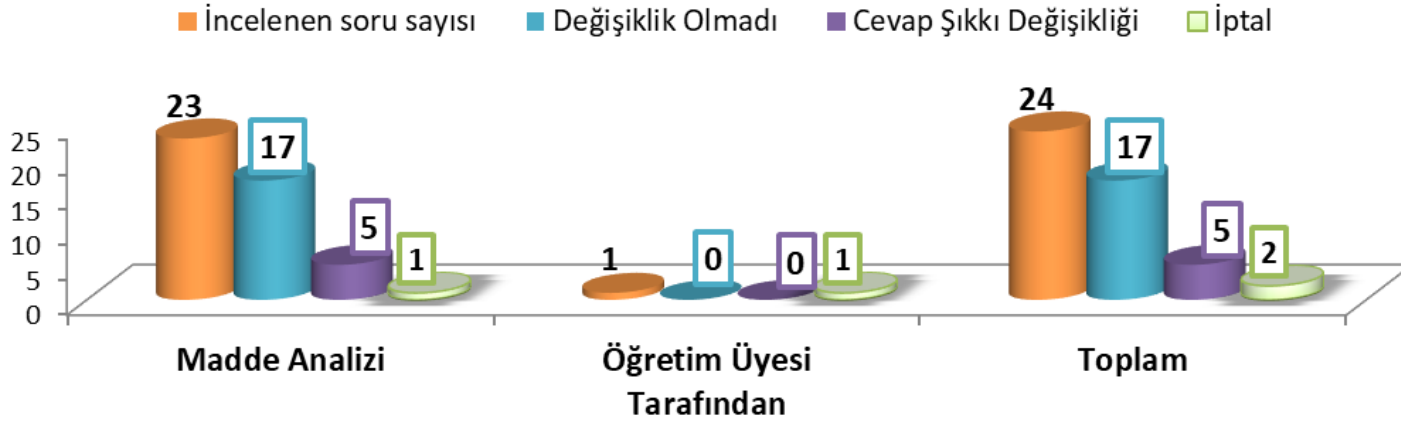 İncelenen soru sayısı Değişiklik Olmadı Cevap Şıkkı Değişikliği İptal
23 17 5 1 1 0 0 1 24 17 5 2
25
20
15
10
5
0
Madde Analizi Öğretim Üyesi Toplam
Tarafından